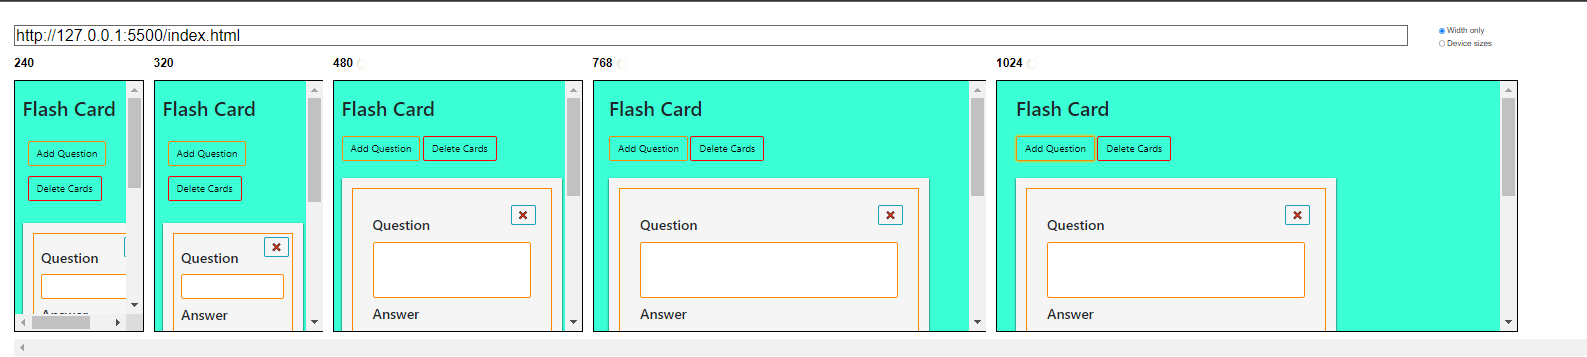 http://127.0.0.1:5500/index.html
Width only
Device sizes
240
320
480
768
1024
Flash Card
Add Question
Delete Cards
Question
Answer
Flash Card
Add Question
Delete Cards
Question
Answer
Flash Card
Add Question Delete Cards
Question
Answer
Flash Card
Add Question Delete Cards
Question
Answer
Flash Card
Add Question Delete Cards
Question
Answer